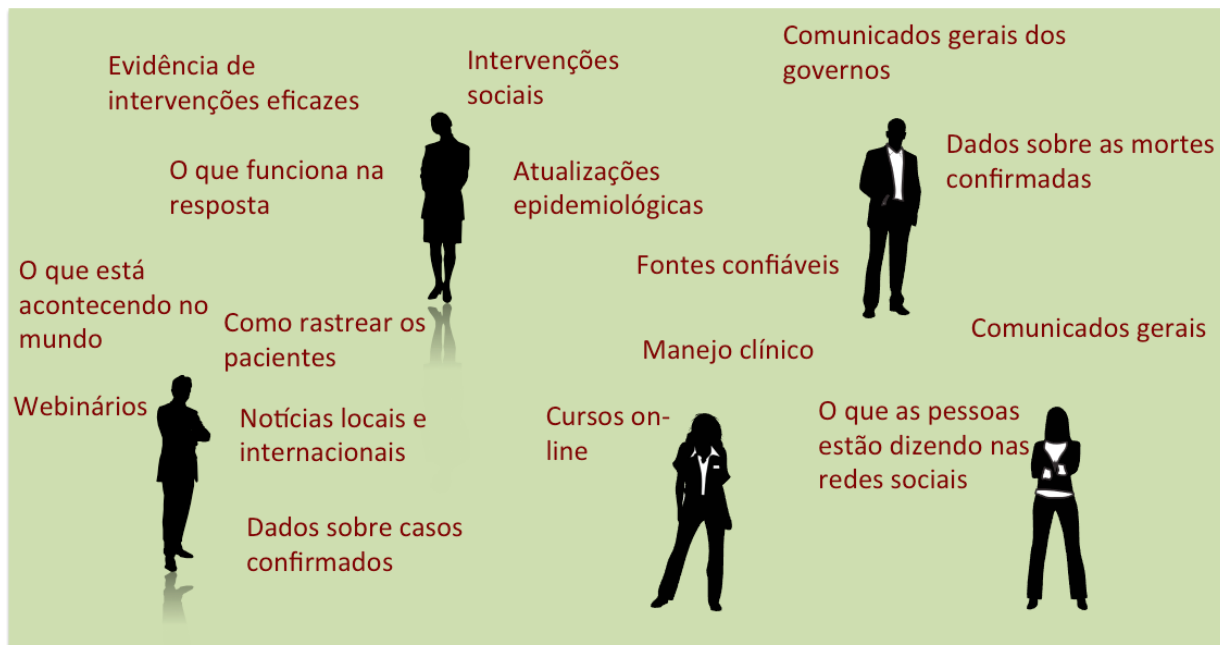 Evidência de
intervenções eficazes
Intervenções
sociais
Comunicados gerais dos
governos
O que funciona na
resposta
Atualizações
epidemiológicas
Dados sobre as mortes
confirmadas
Fontes confiáveis
O que está
acontecendo no
mundo
Como rastrear os
pacientes
Manejo clínico
Comunicados gerais
Webinários
Notícias locais e
internacionais
Cursos on-
line
O que as pessoas
estão dizendo nas
redes sociais
Dados sobre casos
confirmados